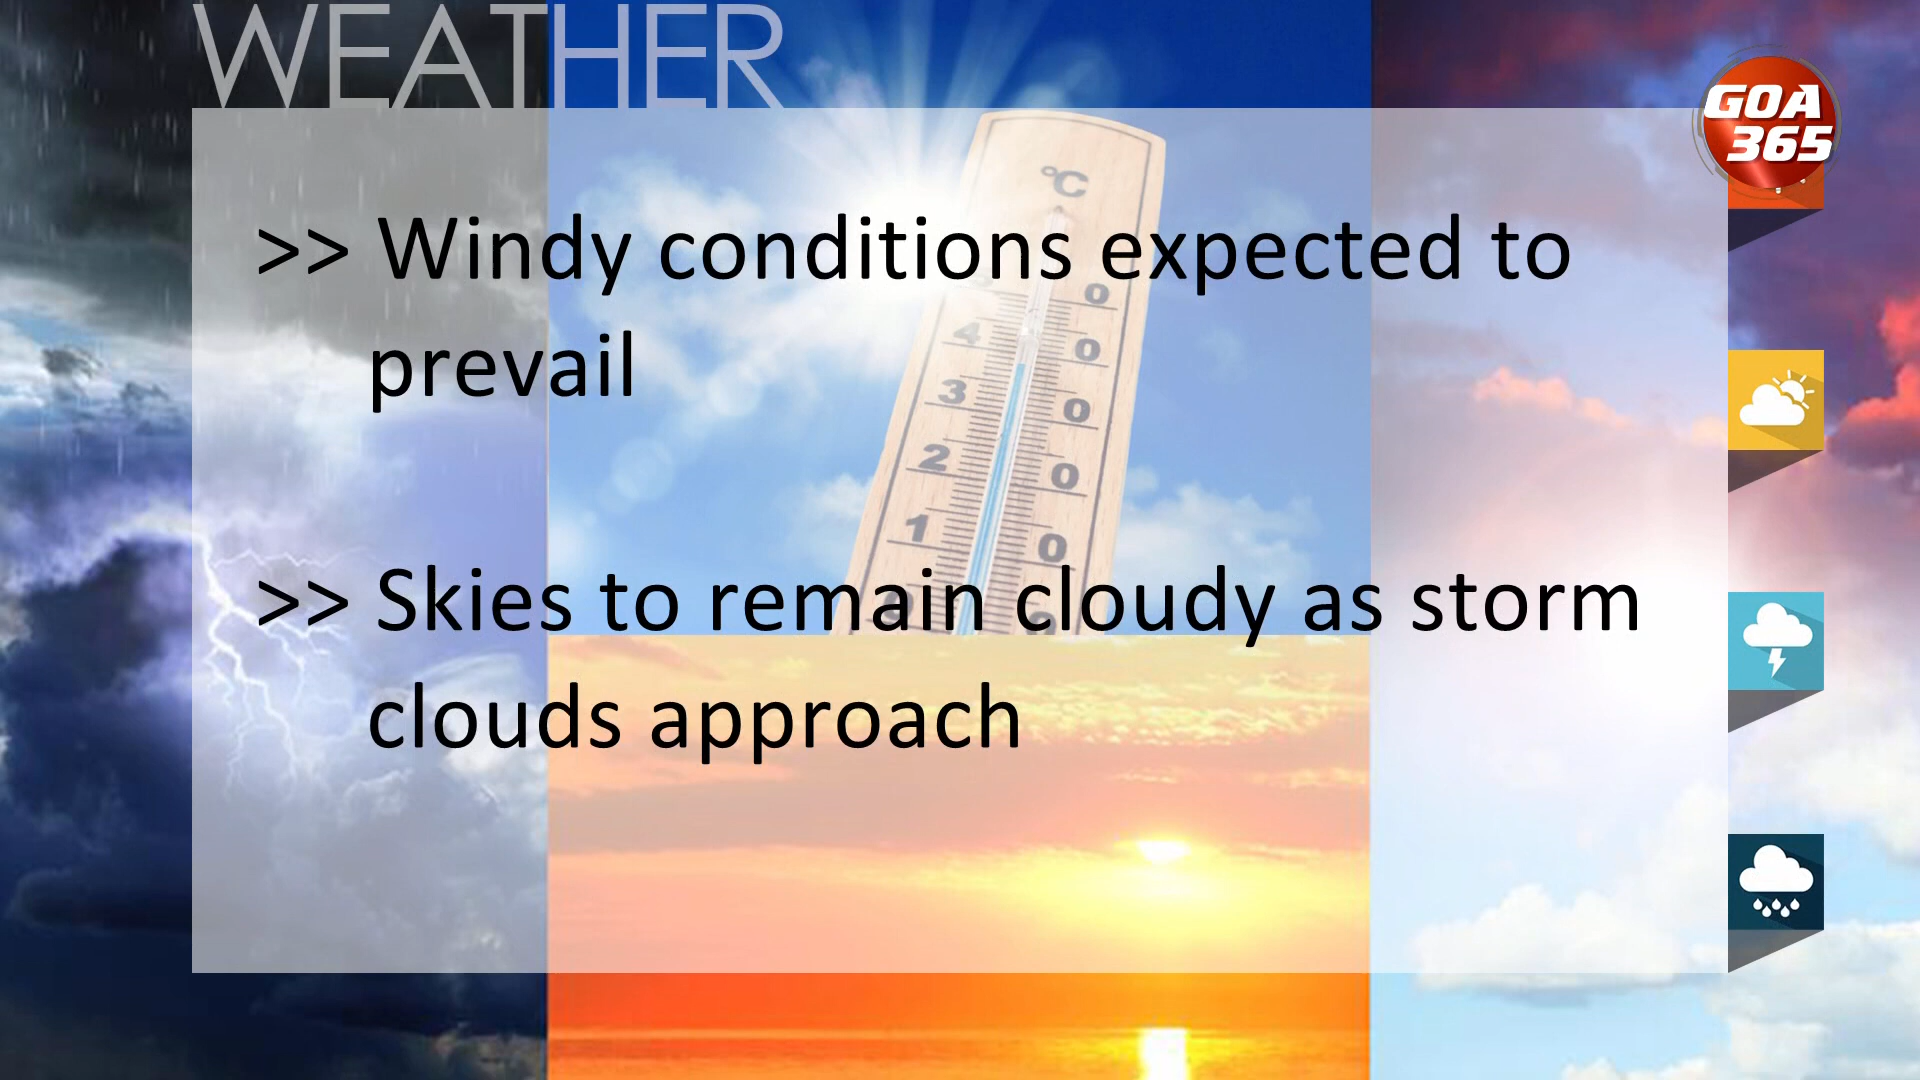 WEATHER
GOA
365
°C
>> Windy conditions expected to
prevail
4 0
3 0
2 0
1 0
>> Skies to remain cloudy as storm
clouds approach